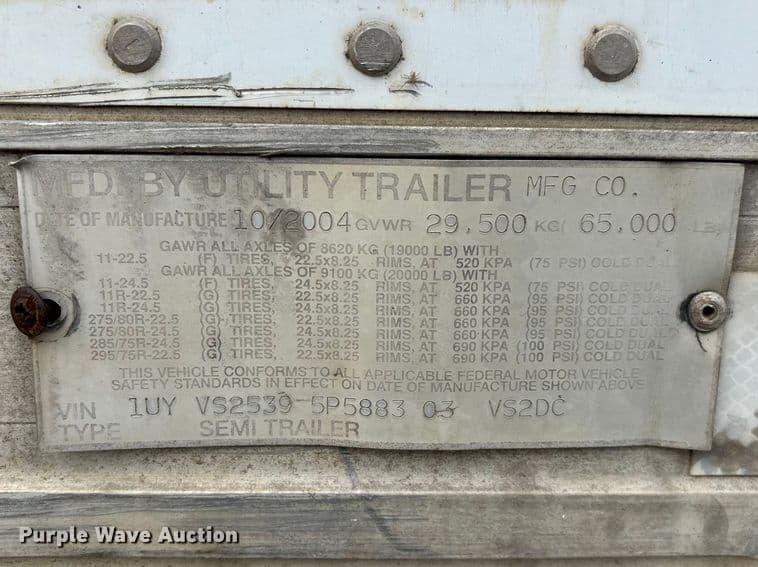 MFD. BY UTILITY TRAILER MFG CO.
DATE OF MANUFACTURE 10/2004 GVWR 29,500 KG( 65,000 LB)
GAWR ALL AXLES OF 8620 KG (19000 LB) WITH
11-22.5 (F) TIRES, 22.5x8.25 RIMS, AT 520 KPA (75 PSI) COLD DUAL
GAWR ALL AXLES OF 9100 KG (20000 LB) WITH
11-24.5 (F) TIRES, 24.5x8.25 RIMS, AT 520 KPA (75 PSI) COLD DUAL
11R-22.5 (G) TIRES, 22.5x8.25 RIMS, AT 660 KPA (95 PSI) COLD DUAL
11R-24.5 (G) TIRES, 24.5x8.25 RIMS, AT 660 KPA (95 PSI) COLD DUAL
275/80R-22.5 (G) TIRES, 22.5x8.25 RIMS, AT 660 KPA (95 PSI) COLD DUAL
275/80R-24.5 (G) TIRES, 24.5x8.25 RIMS, AT 660 KPA (95 PSI) COLD DUAL
285/75R-24.5 (G) TIRES, 24.5x8.25 RIMS, AT 690 KPA (100 PSI) COLD DUAL
295/75R-22.5 (G) TIRES, 22.5x8.25 RIMS, AT 690 KPA (100 PSI) COLD DUAL
THIS VEHICLE CONFORMS TO ALL APPLICABLE FEDERAL MOTOR VEHICLE
SAFETY STANDARDS IN EFFECT ON DATE OF MANUFACTURE SHOWN ABOVE
VIN 1UY VS2539 5P5883 03 VS2DC
TYPE SEMI TRAILER
Purple Wave Auction